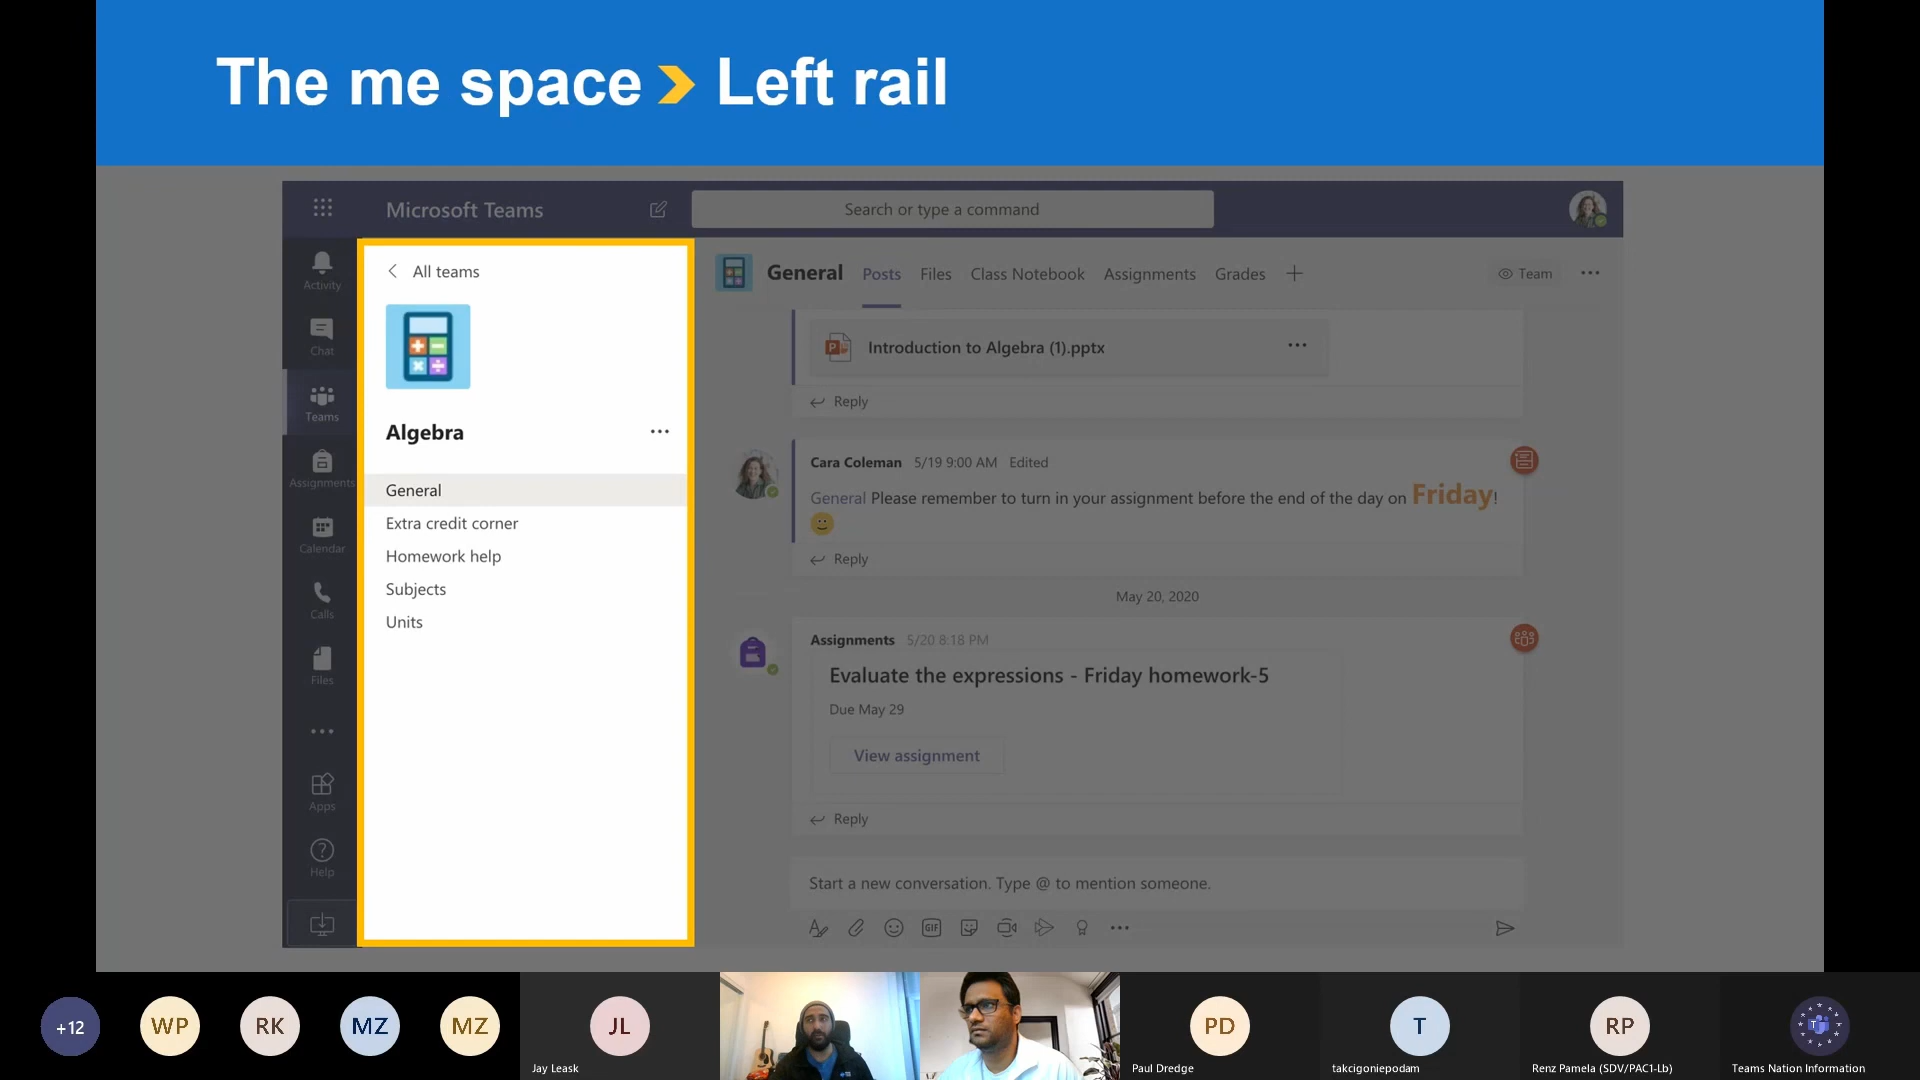 The me space > Left rail
Microsoft Teams
Search or type a command
Activity
Chat
Teams
Assignments
Calendar
Calls
Files
Apps
Help
All teams
Algebra
General
Extra credit corner
Homework help
Subjects
Units
General Posts Files Class Notebook Assignments Grades
Team
Introduction to Algebra (1).pptx
Reply
Cara Coleman 5/19 9:00 AM Edited
General Please remember to turn in your assignment before the end of the day on Friday!
Reply
May 20, 2020
Assignments 5/20 8:18 PM
Evaluate the expressions - Friday homework-5
Due May 29
View assignment
Reply
Start a new conversation. Type @ to mention someone.
GIF
+12
WP
RK
MZ
MZ
JL
Jay Leask
PD
Paul Dredge
T
takcigoniepodam
RP
Renz Pamela (SDV/PAC1-Lb)
Teams Nation Information